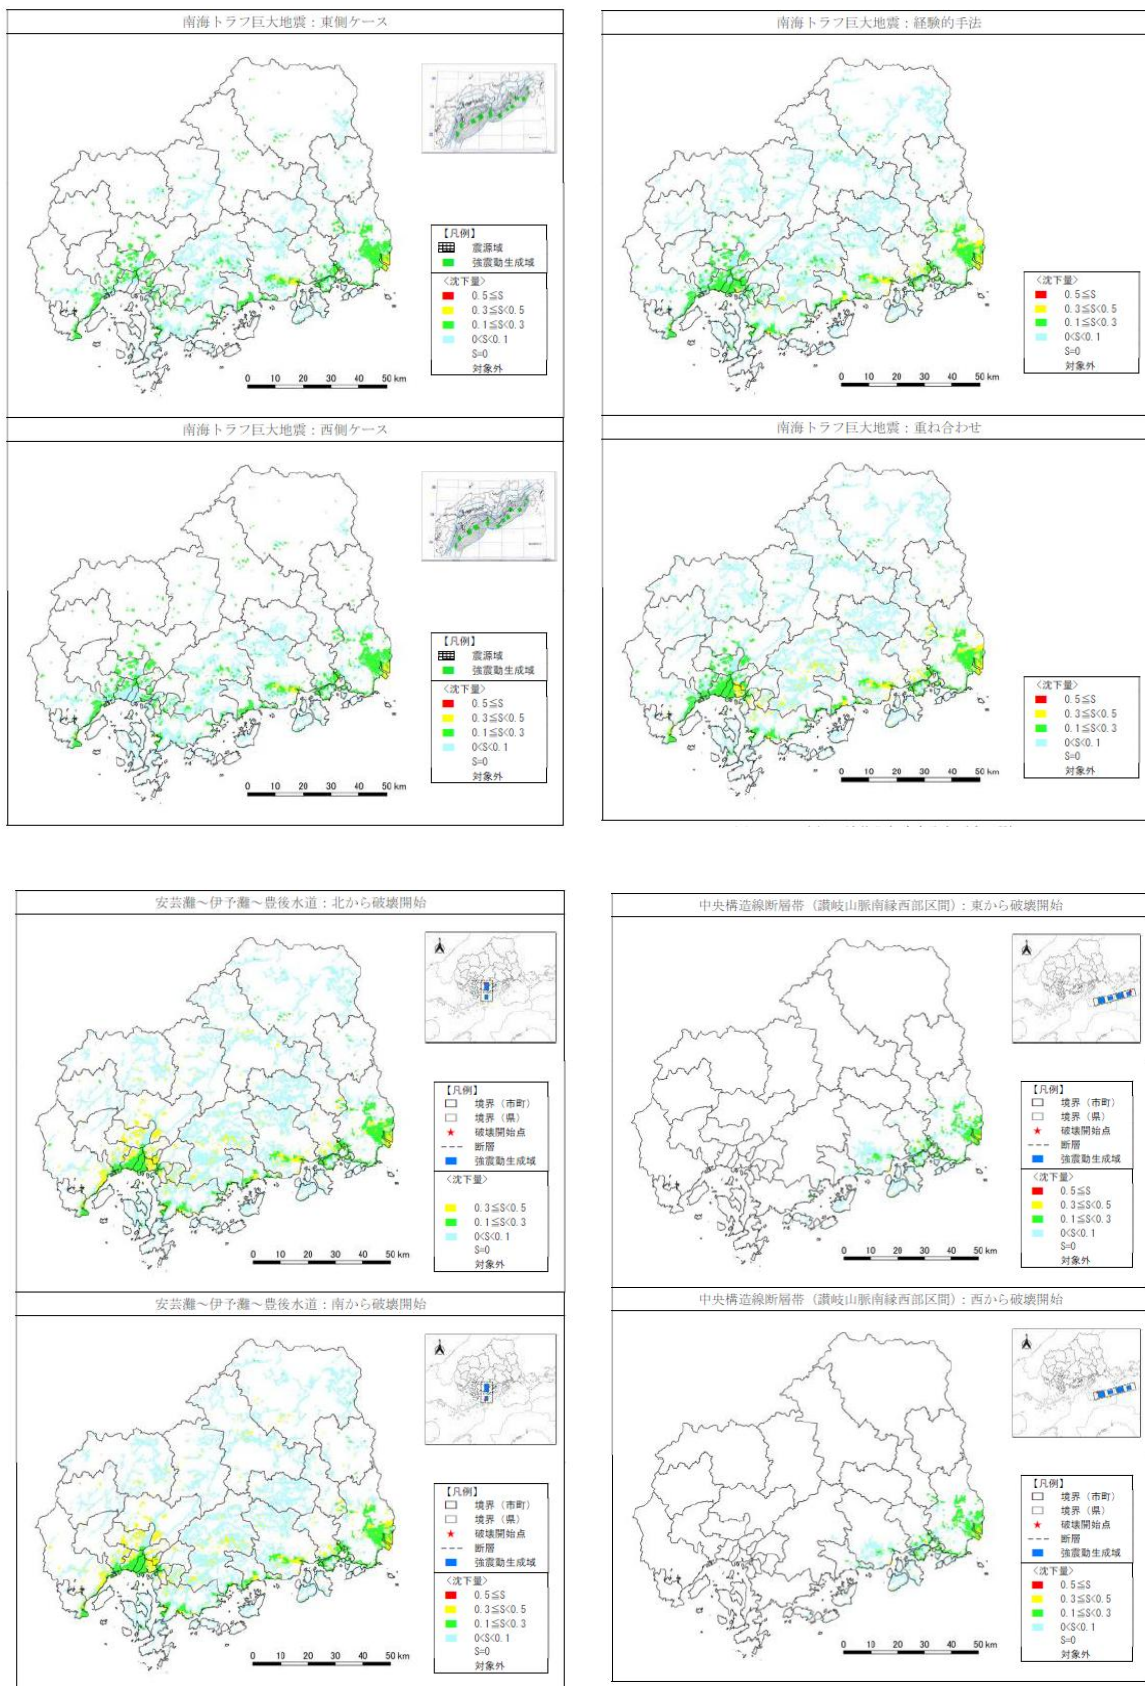 南海トラフ巨大地震：東側ケース
【凡例】
震源域
強震動生成域
<沈下量>
0.5≦S
0.3≦S<0.5
0.1≦S<0.3
0<S<0.1
S=0
対象外
0 10 20 30 40 50 km
南海トラフ巨大地震：経験的手法
<沈下量>
0.5≦S
0.3≦S<0.5
0.1≦S<0.3
0<S<0.1
S=0
対象外
0 10 20 30 40 50 km
南海トラフ巨大地震：西側ケース
【凡例】
震源域
強震動生成域
<沈下量>
0.5≦S
0.3≦S<0.5
0.1≦S<0.3
0<S<0.1
S=0
対象外
0 10 20 30 40 50 km
南海トラフ巨大地震：重ね合わせ
<沈下量>
0.5≦S
0.3≦S<0.5
0.1≦S<0.3
0<S<0.1
S=0
対象外
0 10 20 30 40 50 km
安芸灘～伊予灘～豊後水道：北から破壊開始
【凡例】
境界（市町）
境界（県）
破壊開始点
断層
強震動生成域
<沈下量>
0.3≦S<0.5
0.1≦S<0.3
0<S<0.1
S=0
対象外
0 10 20 30 40 50 km
中央構造線断層帯（讃岐山脈南縁西部区間）：東から破壊開始
【凡例】
境界（市町）
境界（県）
破壊開始点
断層
強震動生成域
<沈下量>
0.5≦S
0.3≦S<0.5
0.1≦S<0.3
0<S<0.1
S=0
対象外
0 10 20 30 40 50 km
安芸灘～伊予灘～豊後水道：南から破壊開始
【凡例】
境界（市町）
境界（県）
破壊開始点
断層
強震動生成域
<沈下量>
0.5≦S
0.3≦S<0.5
0.1≦S<0.3
0<S<0.1
S=0
対象外
0 10 20 30 40 50 km
中央構造線断層帯（讃岐山脈南縁西部区間）：西から破壊開始
【凡例】
境界（市町）
境界（県）
破壊開始点
断層
強震動生成域
<沈下量>
0.5≦S
0.3≦S<0.5
0.1≦S<0.3
0<S<0.1
S=0
対象外
0 10 20 30 40 50 km